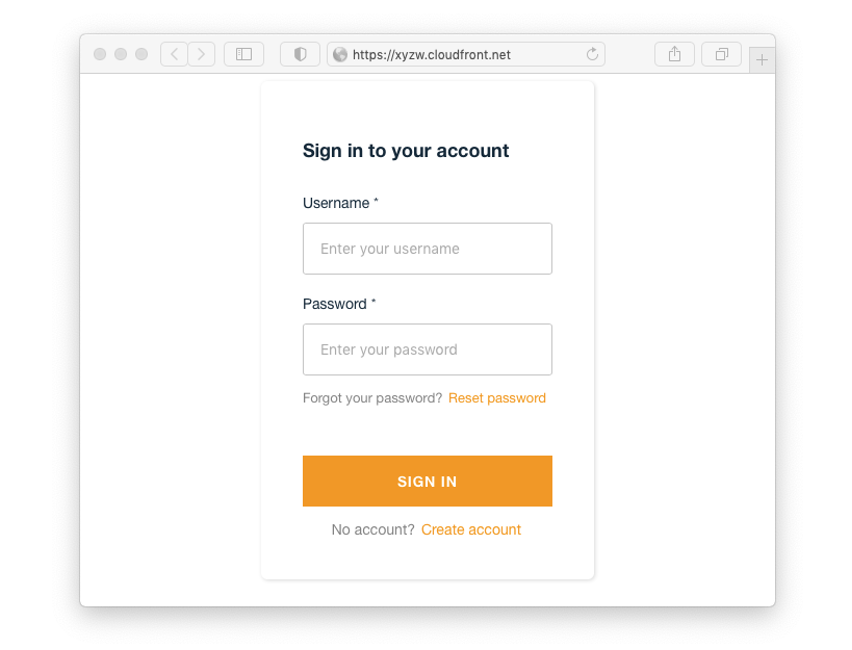 https://xyzw.cloudfront.net
Sign in to your account
Username *
Enter your username
Password *
Enter your password
Forgot your password? Reset password
SIGN IN
No account? Create account